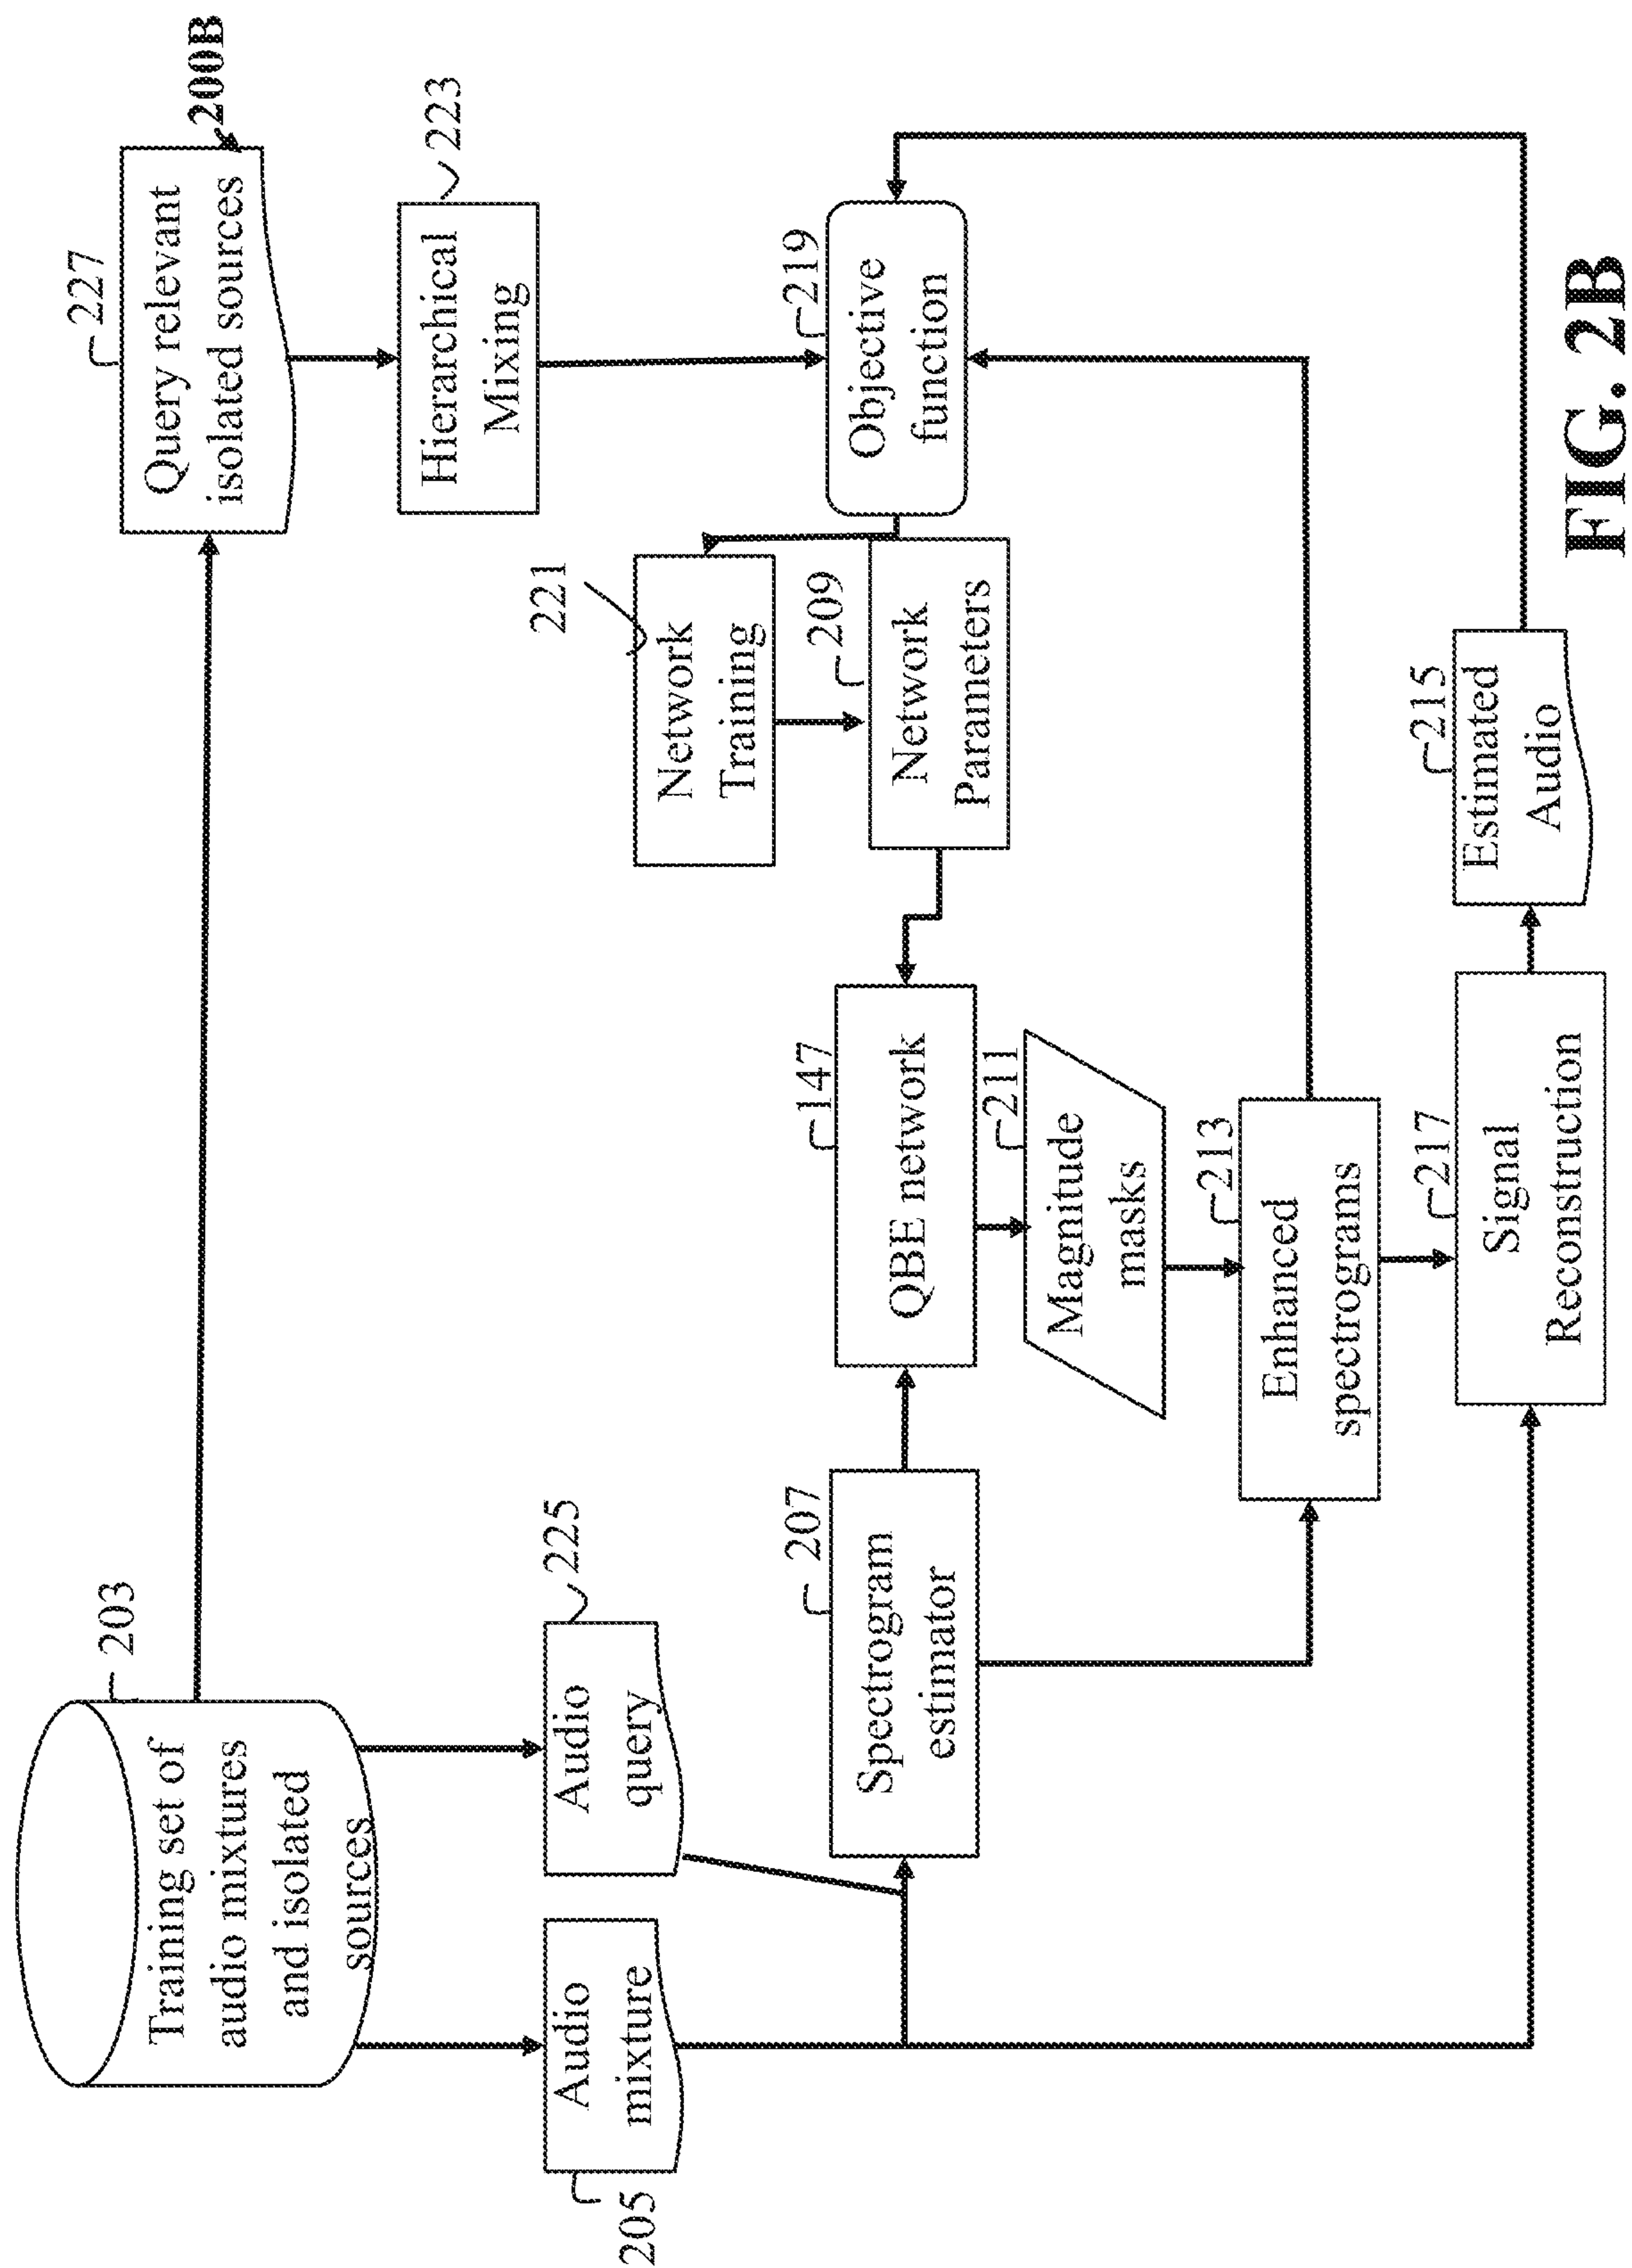 200B
203
Training set of
audio mixtures
and isolated
sources
227
Query relevant
isolated sources
223
Hierarchical
Mixing
205
Audio
mixture
225
Audio
query
221
Network
Training
207
Spectrogram
estimator
147
QBE network
209
Network
Parameters
219
Objective
function
211
Magnitude
masks
213
Enhanced
spectrograms
217
Signal
Reconstruction
215
Estimated
Audio
FIG. 2B